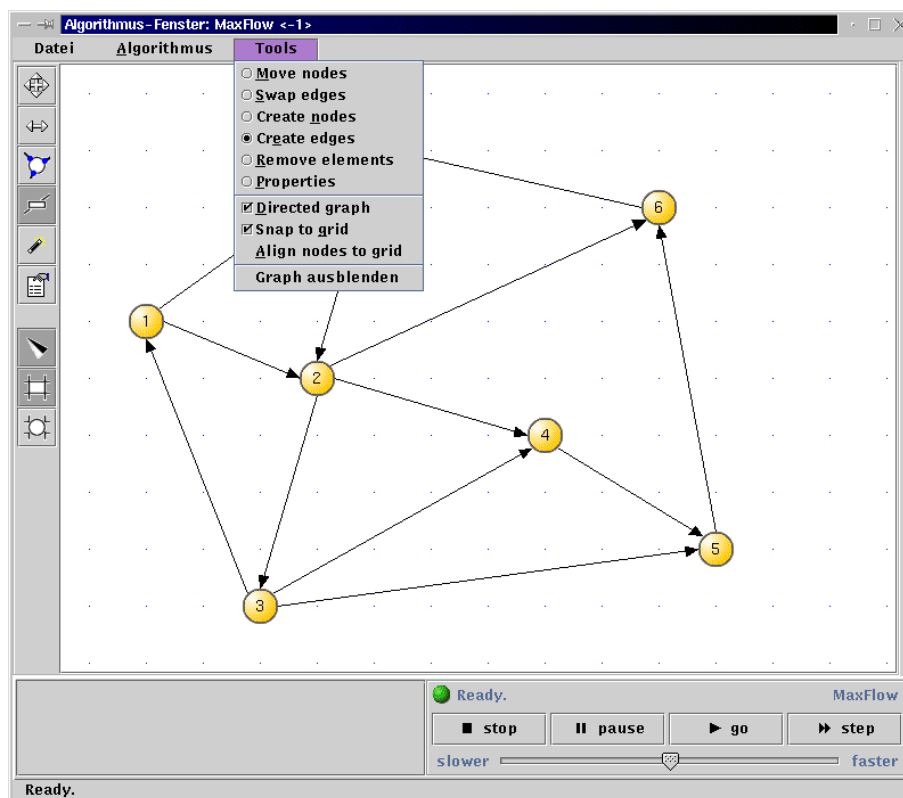 Algorithmus-Fenster: MaxFlow <-1>
Datei Algorithmus Tools
Move nodes
Swap edges
Create nodes
Create edges
Remove elements
Properties
Directed graph
Snap to grid
Align nodes to grid
Graph ausblenden
6
1
2
4
5
3
Ready. MaxFlow
stop pause go step
slower faster
Ready.